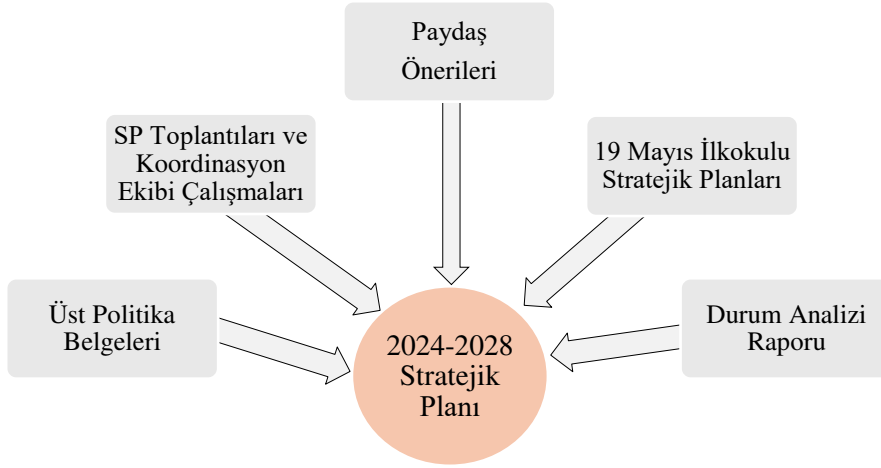 Paydaş
Önerileri
SP Toplantıları ve
Koordinasyon
Ekibi Çalışmaları
19 Mayıs İlkokulu
Stratejik Planları
Üst Politika
Belgeleri
Durum Analizi
Raporu
2024-2028
Stratejik
Planı